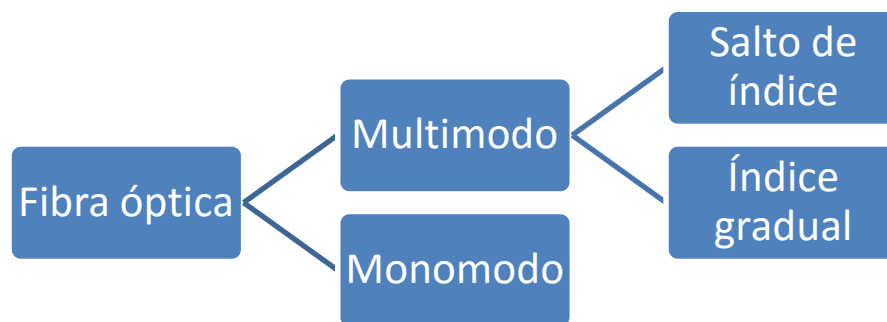 Fibra óptica
Multimodo
Monomodo
Salto de
índice
Índice
gradual